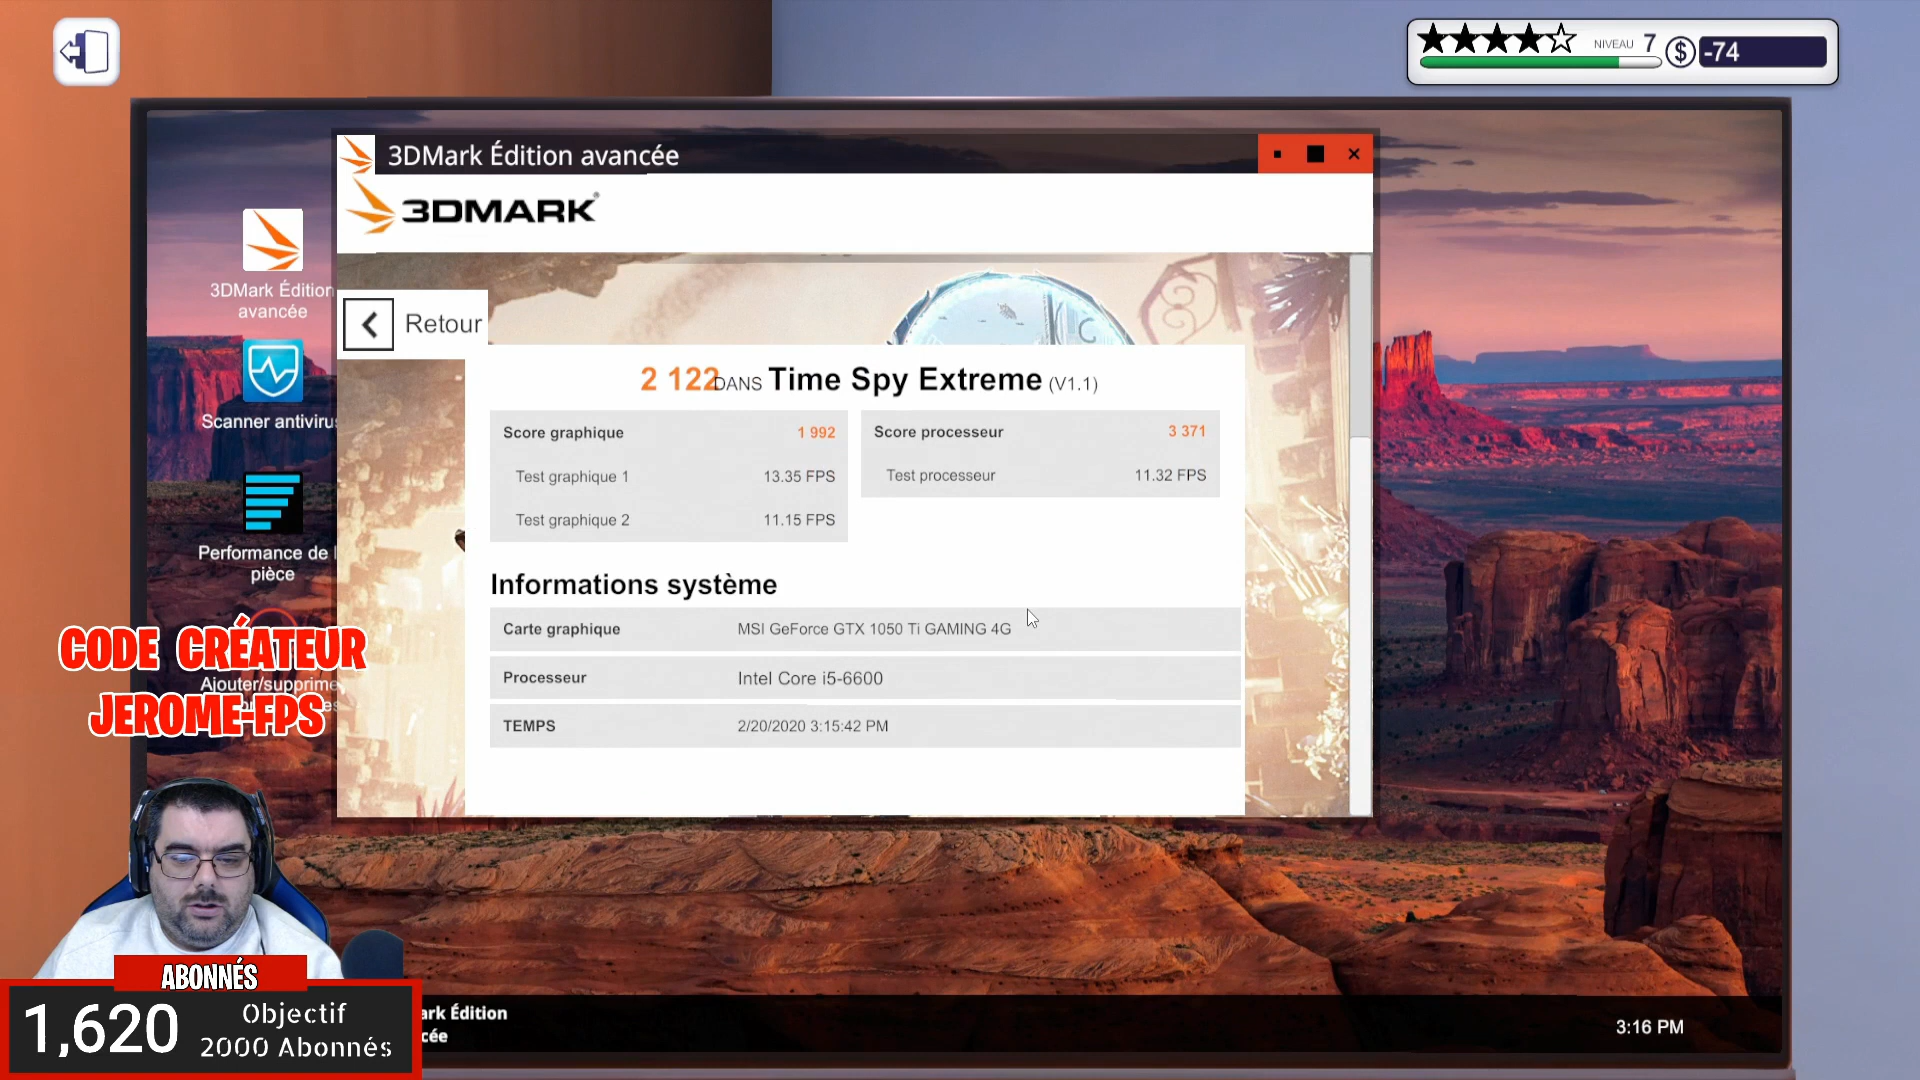 NIVEAU 7 $ -74
3DMark Édition avancée
3DMARK
3DMark Édition
avancée
Retour
Scanner antivirus
2 122 DANS Time Spy Extreme (V1.1)
Score graphique 1 992
Test graphique 1 13.35 FPS
Test graphique 2 11.15 FPS
Score processeur 3 371
Test processeur 11.32 FPS
Performance de l
pièce
Informations système
Carte graphique MSI GeForce GTX 1050 Ti GAMING 4G
Processeur Intel Core i5-6600
TEMPS 2/20/2020 3:15:42 PM
CODE CRÉATEUR
Ajouter/supprime
JEROME-FPS
ABONNÉS
1,620
Objectif
2000 Abonnés
ark Édition
cée
3:16 PM